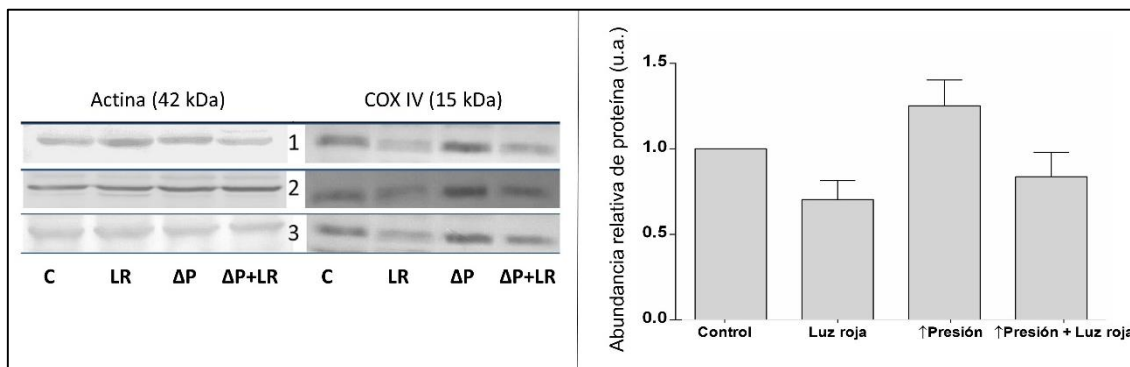 Actina (42 kDa)
COX IV (15 kDa)
1
2
3
C LR ΔP ΔP+LR
C LR ΔP ΔP+LR
Abundancia relativa de proteína (u.a.)
1.5
1.0
0.5
0.0
Control Luz roja ↑Presión ↑Presión + Luz roja